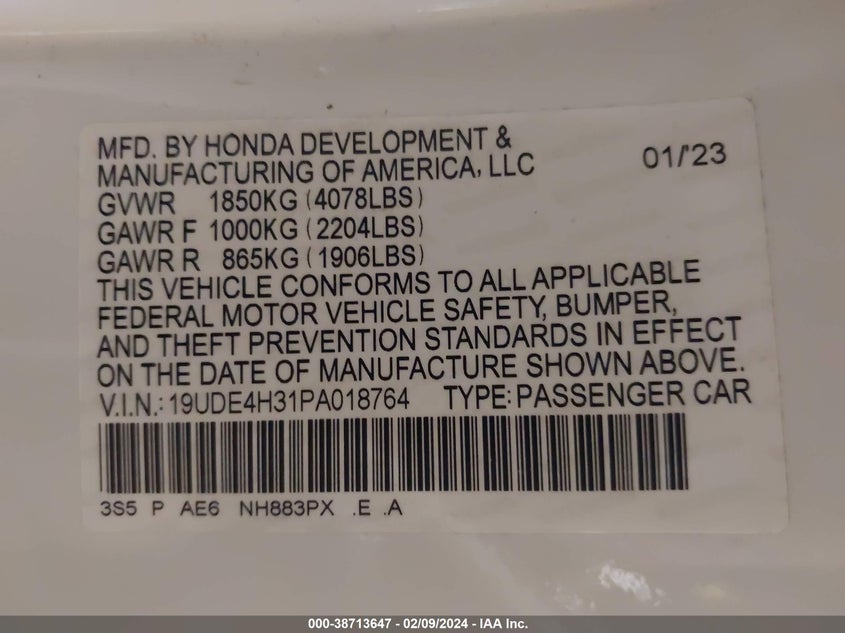 MFD. BY HONDA DEVELOPMENT &
MANUFACTURING OF AMERICA, LLC
01/'23
GVWR 1850KG (4078LBS)
GAWR F 1000KG (2204LBS)
GAWR R 865KG (1906LBS)
THIS VEHICLE CONFORMS TO ALL APPLICABLE
FEDERAL MOTOR VEHICLE SAFETY, BUMPER,
AND THEFT PREVENTION STANDARDS IN EFFECT
ON THE DATE OF MANUFACTURE SHOWN ABOVE.
V.I.N.: 19UDE4H31PA018764 TYPE: PASSENGER CAR
3S5 P AE6 NH883PX .E .A
000-38713647 - 02/09/2024 - IAA Inc.